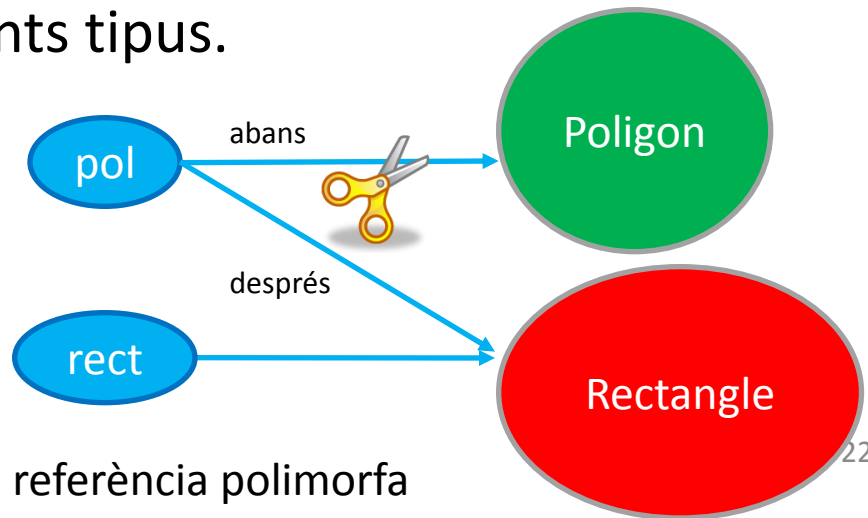 nts tipus.
abans
Poligon
pol
després
rect
Rectangle
22
referència polimorfa